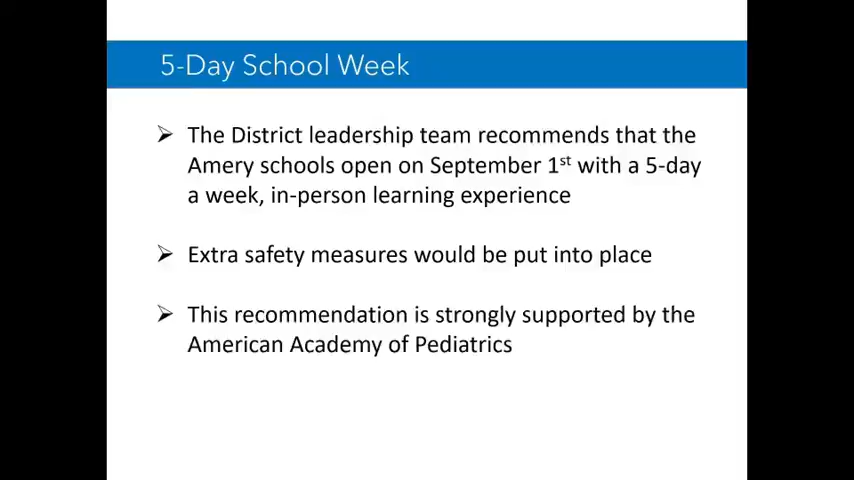 5-Day School Week
➢ The District leadership team recommends that the
Amery schools open on September 1st with a 5-day
a week, in-person learning experience
➢ Extra safety measures would be put into place
➢ This recommendation is strongly supported by the
American Academy of Pediatrics